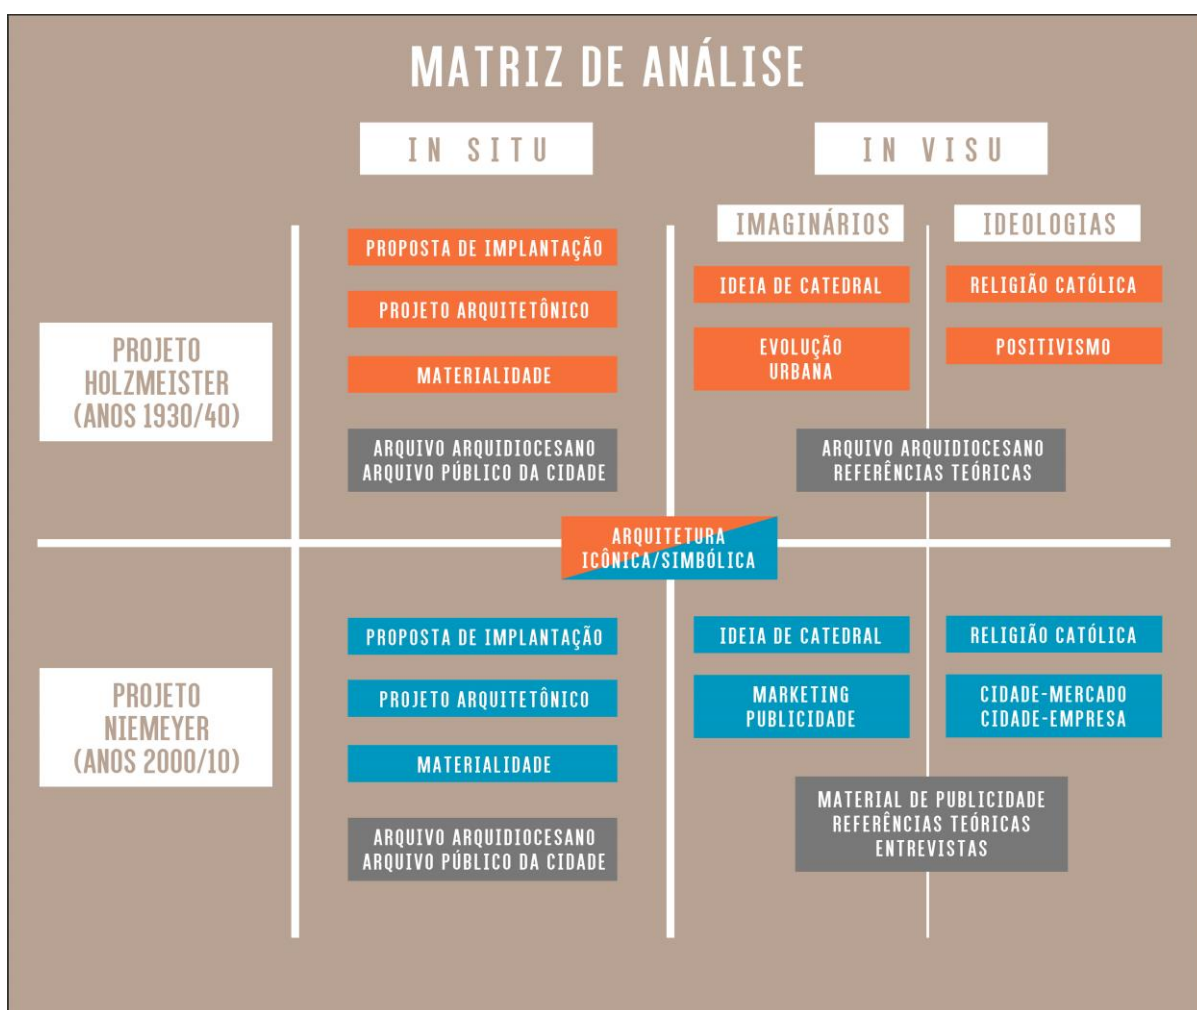 MATRIZ DE ANÁLISE
IN SITU
IN VISU
IMAGINÁRIOS
IDEOLOGIAS
PROJETO
HOLZMEISTER
(ANOS 1930/40)
PROPOSTA DE IMPLANTAÇÃO
PROJETO ARQUITETÔNICO
MATERIALIDADE
ARQUIVO ARQUIDIOCESANO
ARQUIVO PÚBLICO DA CIDADE
IDEIA DE CATEDRAL
EVOLUÇÃO
URBANA
RELIGIÃO CATÓLICA
POSITIVISMO
ARQUIVO ARQUIDIOCESANO
REFERÊNCIAS TEÓRICAS
ARQUITETURA
ICÔNICA/SIMBÓLICA
PROJETO
NIEMEYER
(ANOS 2000/10)
PROPOSTA DE IMPLANTAÇÃO
PROJETO ARQUITETÔNICO
MATERIALIDADE
ARQUIVO ARQUIDIOCESANO
ARQUIVO PÚBLICO DA CIDADE
IDEIA DE CATEDRAL
MARKETING
PUBLICIDADE
RELIGIÃO CATÓLICA
CIDADE-MERCADO
CIDADE-EMPRESA
MATERIAL DE PUBLICIDADE
REFERÊNCIAS TEÓRICAS
ENTREVISTAS